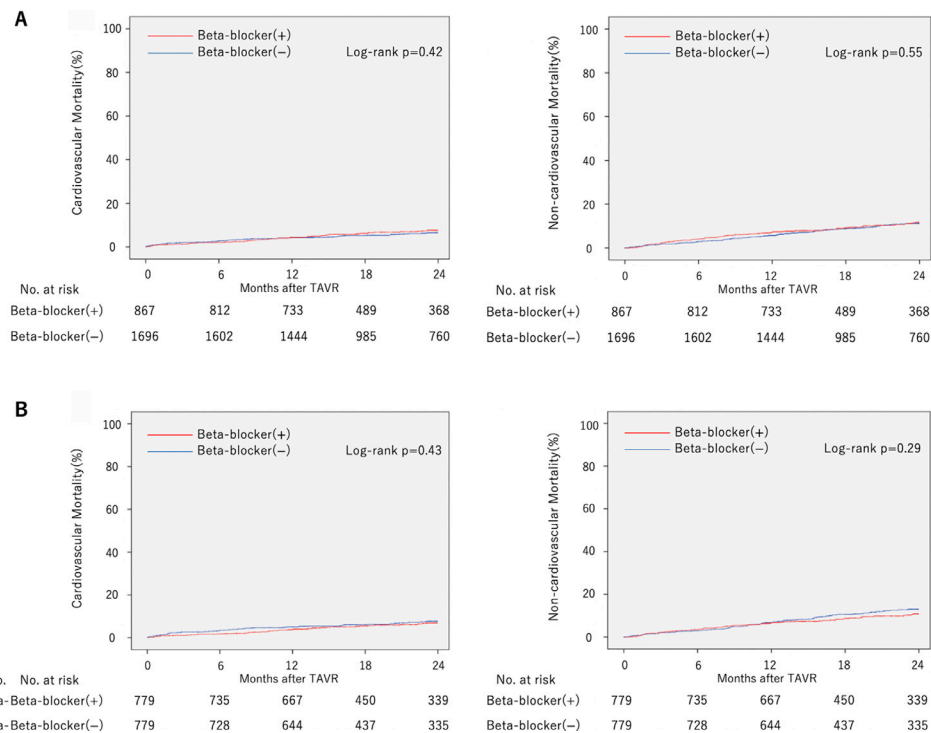 A
Cardiovascular Mortality(%)
100
80
60
40
20
0
Beta-blocker(+)
Beta-blocker(−)
Log-rank p=0.42
0 6 12 18 24
Months after TAVR
No. at risk
Beta-blocker(+) 867 812 733 489 368
Beta-blocker(−) 1696 1602 1444 985 760
Non-cardiovascular Mortality(%)
100
80
60
40
20
0
Beta-blocker(+)
Beta-blocker(−)
Log-rank p=0.55
0 6 12 18 24
Months after TAVR
No. at risk
Beta-blocker(+) 867 812 733 489 368
Beta-blocker(−) 1696 1602 1444 985 760
B
Cardiovascular Mortality(%)
100
80
60
40
20
0
Beta-blocker(+)
Beta-blocker(−)
Log-rank p=0.43
0 6 12 18 24
Months after TAVR
o. No. at risk
a-Beta-blocker(+) 779 735 667 450 339
a-Beta-blocker(−) 779 728 644 437 335
Non-cardiovascular Mortality(%)
100
80
60
40
20
0
Beta-blocker(+)
Beta-blocker(−)
Log-rank p=0.29
0 6 12 18 24
Months after TAVR
No. at risk
Beta-blocker(+) 779 735 667 450 339
Beta-blocker(−) 779 728 644 437 335